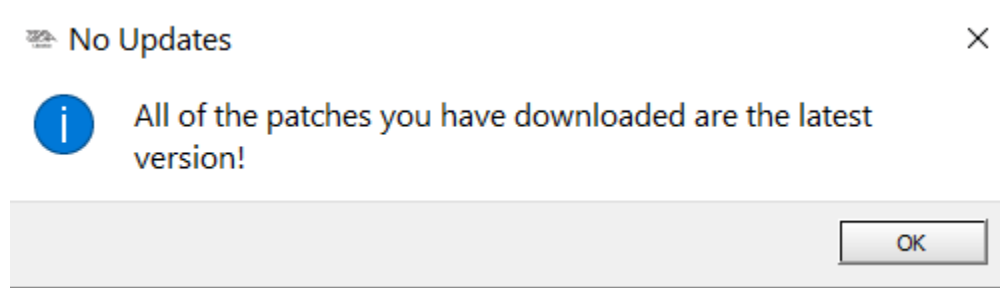 No Updates
All of the patches you have downloaded are the latest
version!
OK